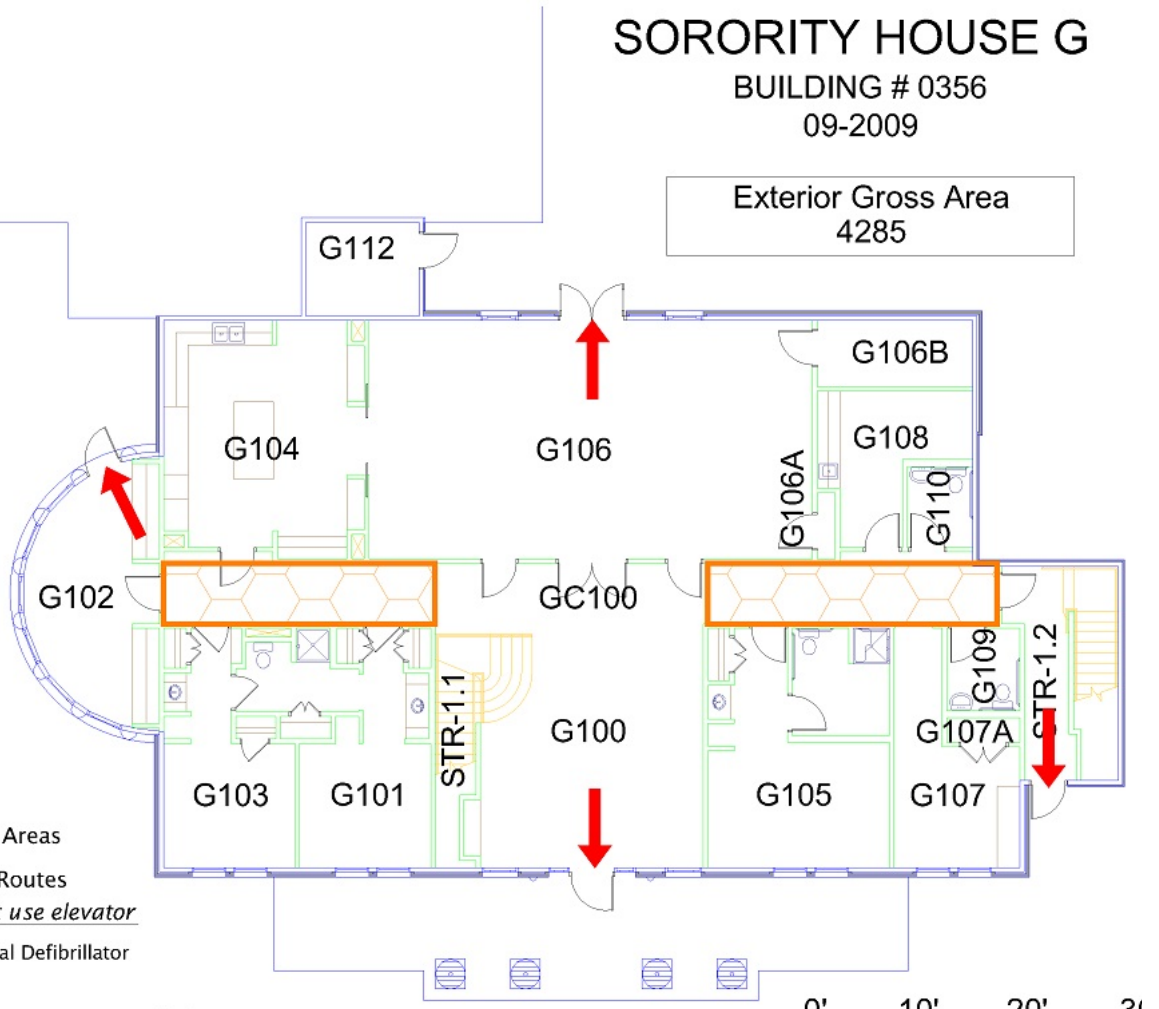 SORORITY HOUSE G
BUILDING # 0356
09-2009
Exterior Gross Area
4285
G112
G106B
G104
G106
G108
G106A
G110
G102
GC100
G109
STR-1.2
STR-1.1
G100
G107A
G103
G101
G105
G107
Areas
Routes
use elevator
al Defibrillator
0'
10'
20'